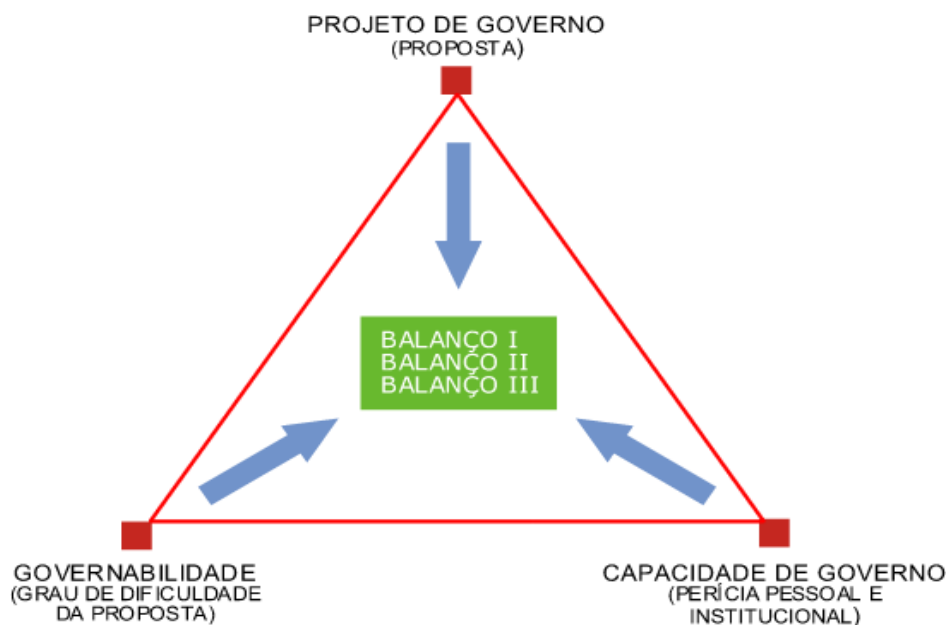 PROJETO DE GOVERNO
(PROPOSTA)
BALANÇO I
BALANÇO II
BALANÇO III
GOVERNABILIDADE
(GRAU DE DIFICULDADE
DA PROPOSTA)
CAPACIDADE DE GOVERNO
(PERÍCIA PESSOAL E
INSTITUCIONAL)